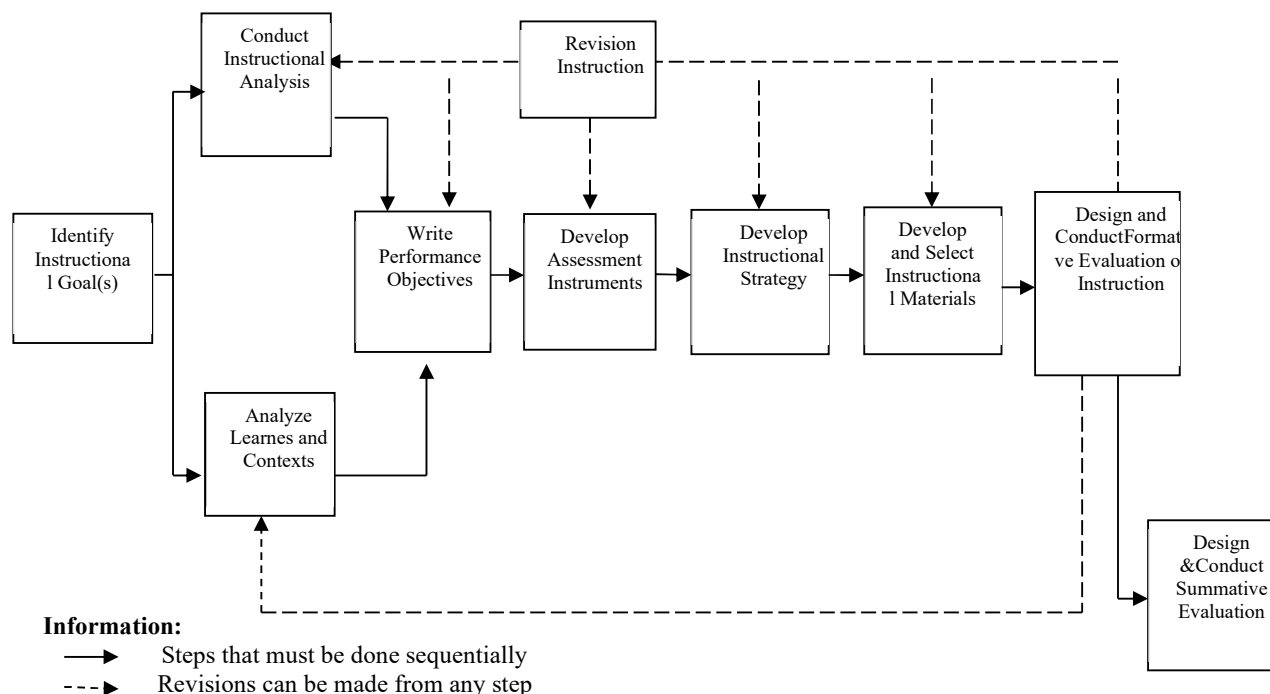 Conduct
Instructional
Analysis
Revision
Instruction
Identify
Instructiona
l Goal(s)
Write
Performance
Objectives
Develop
Assessment
Instruments
Develop
Instructional
Strategy
Develop
and Select
Instructiona
l Materials
Design and
ConductFormat
ve Evaluation o
Instruction
Analyze
Learnes and
Contexts
Design
&Conduct
Summative
Evaluation
Information:
Steps that must be done sequentially
Revisions can be made from any step